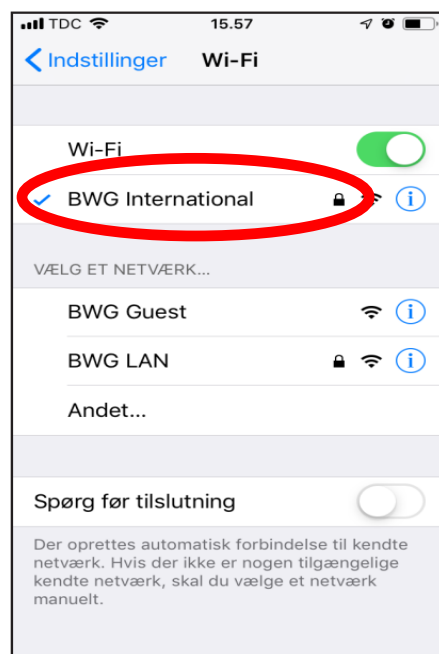 TDC 15.57
Indstillinger Wi-Fi
Wi-Fi
BWG International
VÆLG ET NETVÆRK...
BWG Guest
BWG LAN
Andet...
Spørg før tilslutning
Der oprettes automatisk forbindelse til kendte
netværk. Hvis der ikke er nogen tilgængelige
kendte netværk, skal du vælge et netværk
manuelt.